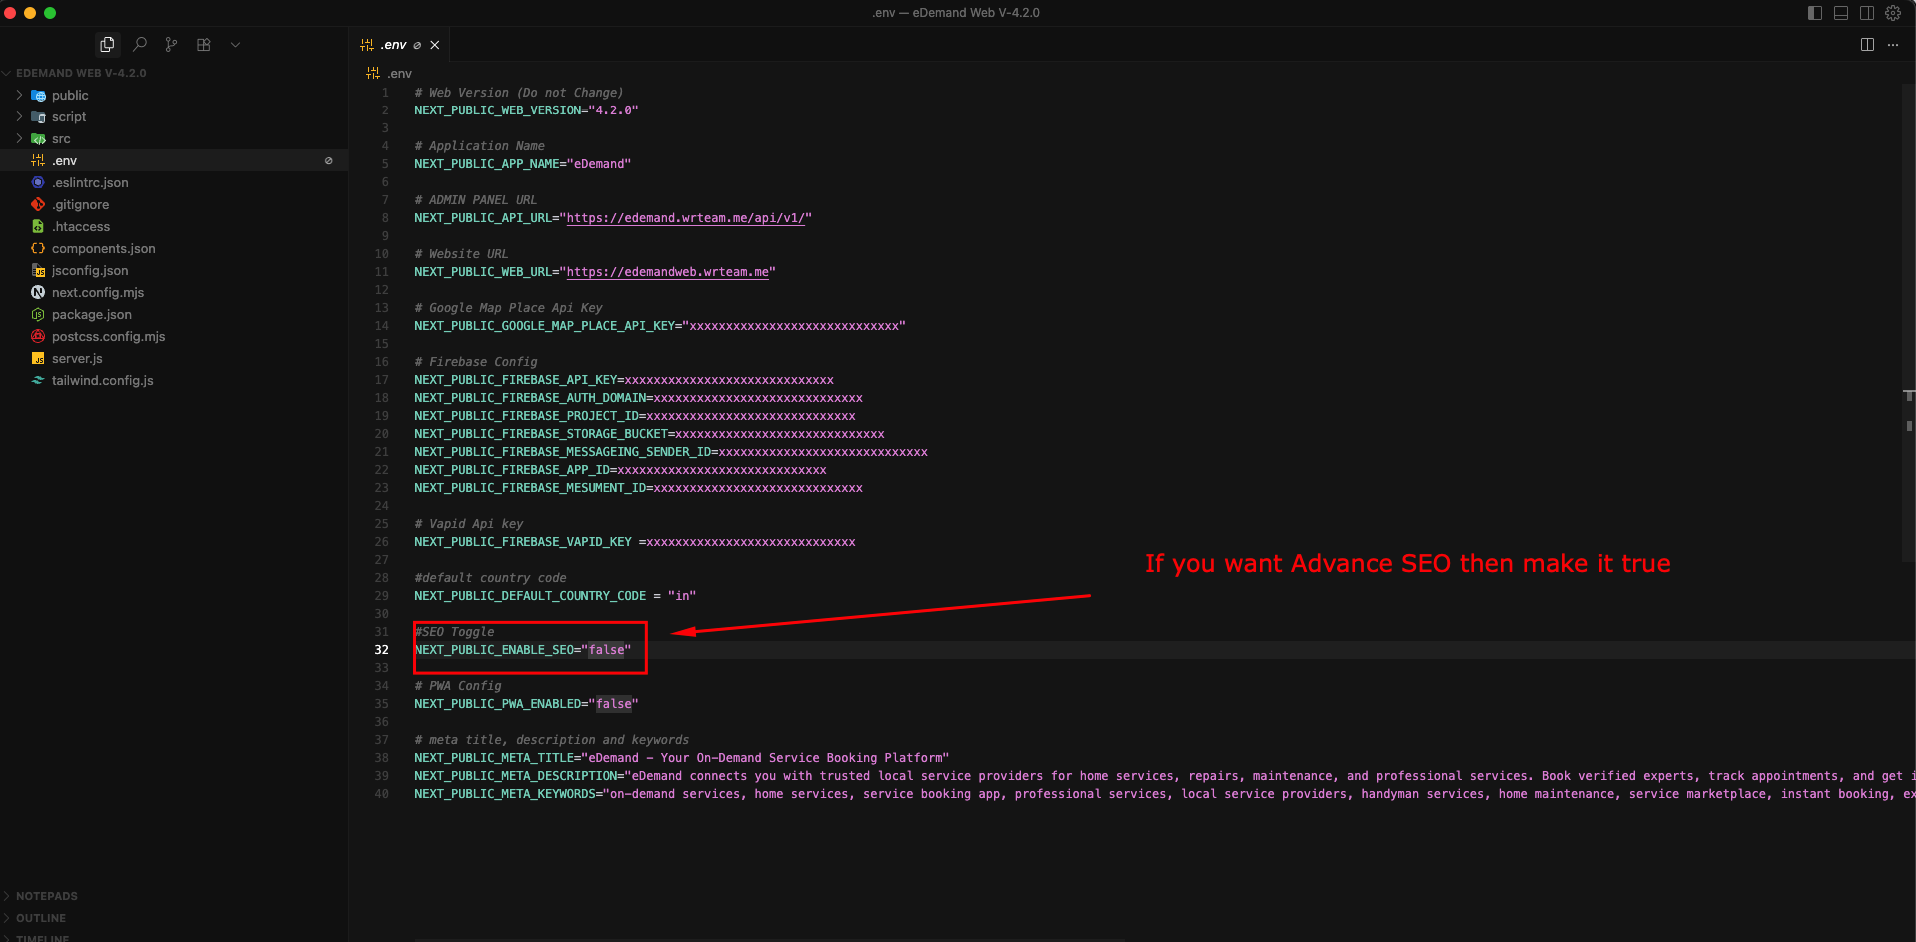 .env — eDemand Web V-4.2.0
.env
EDEMAND WEB V-4.2.0
public
script
src
.env
.eslintrc.json
.gitignore
.htaccess
components.json
jsconfig.json
next.config.mjs
package.json
postcss.config.mjs
server.js
tailwind.config.js
NOTEPADS
OUTLINE
TIMELINE
.env
1 # Web Version (Do not Change)
2 NEXT_PUBLIC_WEB_VERSION="4.2.0"
3
4 # Application Name
5 NEXT_PUBLIC_APP_NAME="eDemand"
6
7 # ADMIN PANEL URL
8 NEXT_PUBLIC_API_URL="https://edemand.wrteam.me/api/v1/"
9
10 # Website URL
11 NEXT_PUBLIC_WEB_URL="https://edemandweb.wrteam.me"
12
13 # Google Map Place Api Key
14 NEXT_PUBLIC_GOOGLE_MAP_PLACE_API_KEY="xxxxxxxxxxxxxxxxxxxxxxxxxxxxx"
15
16 # Firebase Config
17 NEXT_PUBLIC_FIREBASE_API_KEY=xxxxxxxxxxxxxxxxxxxxxxxxxxxxx
18 NEXT_PUBLIC_FIREBASE_AUTH_DOMAIN=xxxxxxxxxxxxxxxxxxxxxxxxxxxxx
19 NEXT_PUBLIC_FIREBASE_PROJECT_ID=xxxxxxxxxxxxxxxxxxxxxxxxxxxxx
20 NEXT_PUBLIC_FIREBASE_STORAGE_BUCKET=xxxxxxxxxxxxxxxxxxxxxxxxxxxxx
21 NEXT_PUBLIC_FIREBASE_MESSAGEING_SENDER_ID=xxxxxxxxxxxxxxxxxxxxxxxxxxxxx
22 NEXT_PUBLIC_FIREBASE_APP_ID=xxxxxxxxxxxxxxxxxxxxxxxxxxxxx
23 NEXT_PUBLIC_FIREBASE_MESUMENT_ID=xxxxxxxxxxxxxxxxxxxxxxxxxxxxx
24
25 # Vapid Api key
26 NEXT_PUBLIC_FIREBASE_VAPID_KEY =xxxxxxxxxxxxxxxxxxxxxxxxxxxxx
27
If you want Advance SEO then make it true
28 #default country code
29 NEXT_PUBLIC_DEFAULT_COUNTRY_CODE = "in"
30
31 #SEO Toggle
32 NEXT_PUBLIC_ENABLE_SEO="false"
33
34 # PWA Config
35 NEXT_PUBLIC_PWA_ENABLED="false"
36
37 # meta title, description and keywords
38 NEXT_PUBLIC_META_TITLE="eDemand – Your On-Demand Service Booking Platform"
39 NEXT_PUBLIC_META_DESCRIPTION="eDemand connects you with trusted local service providers for home services, repairs, maintenance, and professional services. Book verified experts, track appointments, and get i
40 NEXT_PUBLIC_META_KEYWORDS="on-demand services, home services, service booking app, professional services, local service providers, handyman services, home maintenance, service marketplace, instant booking, ex